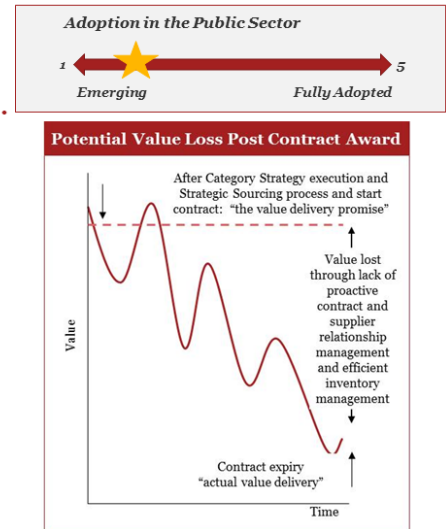 Adoption in the Public Sector
1
5
Emerging
Fully Adopted
Potential Value Loss Post Contract Award
After Category Strategy execution and
Strategic Sourcing process and start
contract: “the value delivery promise”
Value lost
through lack of
proactive
contract and
supplier
relationship
management
and efficient
inventory
management
Value
Contract expiry
“actual value delivery”
Time